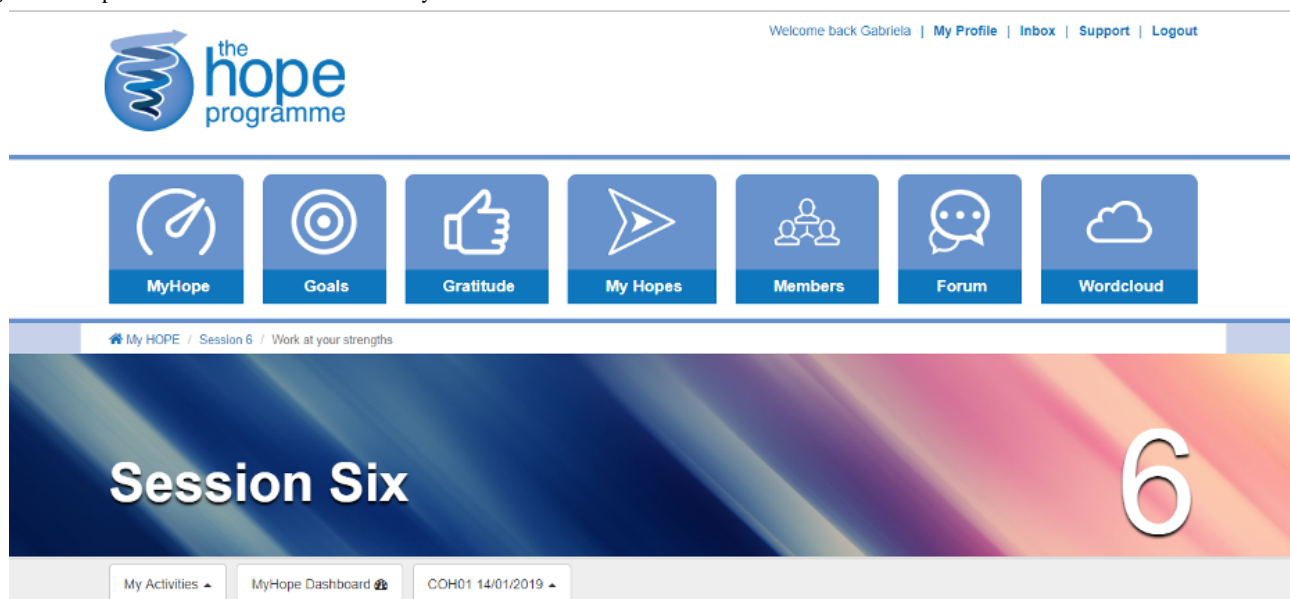 Welcome back Gabriela | My Profile | Inbox | Support | Logout
the
hope
programme
MyHope Goals Gratitude My Hopes Members Forum Wordcloud
My HOPE / Session 6 / Work at your strengths
Session Six 6
My Activities MyHope Dashboard COH01 14/01/2019